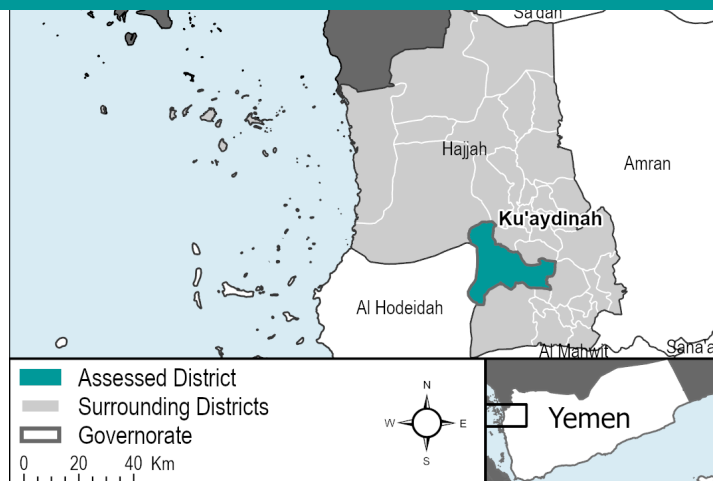 Sa'dah
Hajjah
Amran
Ku'aydinah
Al Hodeidah
Al Mahwit
Sana'a
Assessed District
Surrounding Districts
Governorate
0 20 40 Km
N
W E
S
Yemen